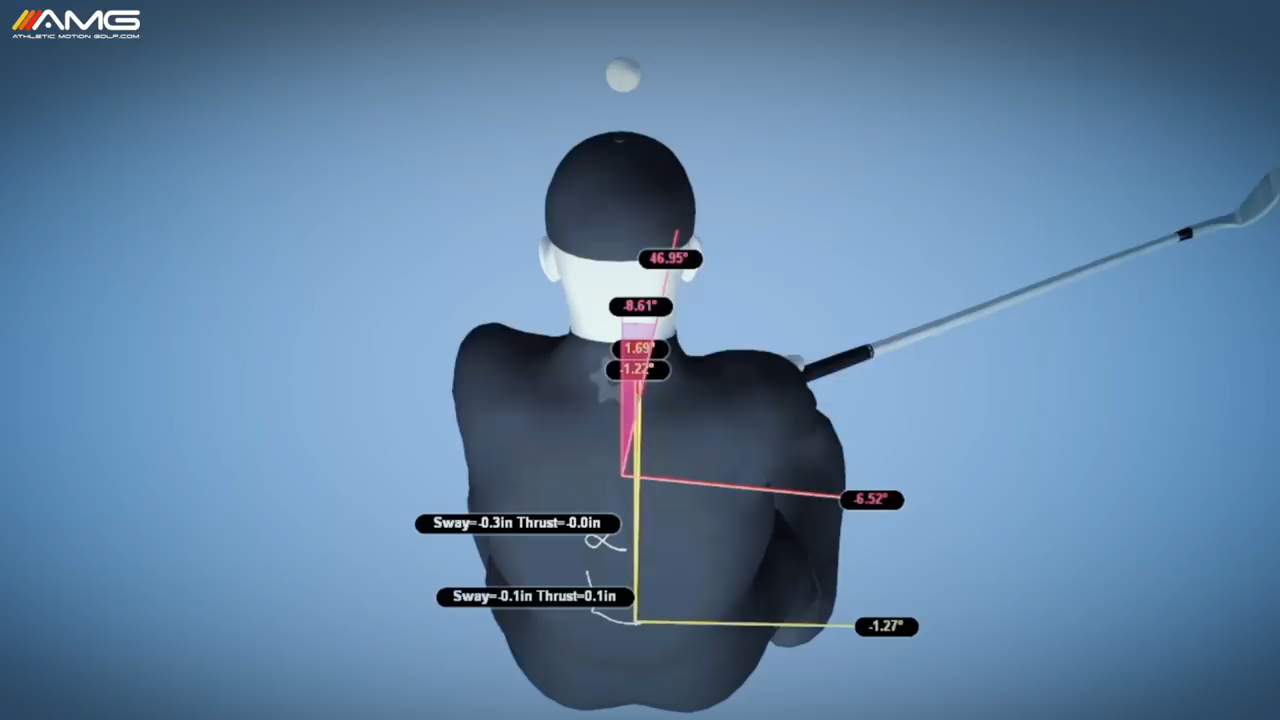 AMG
ATHLETIC MOTION GOLF.COM
46.95°
-8.61°
1.69°
-1.22°
-6.52°
Sway=-0.3in Thrust=-0.0in
Sway=-0.1in Thrust=0.1in
-1.27°